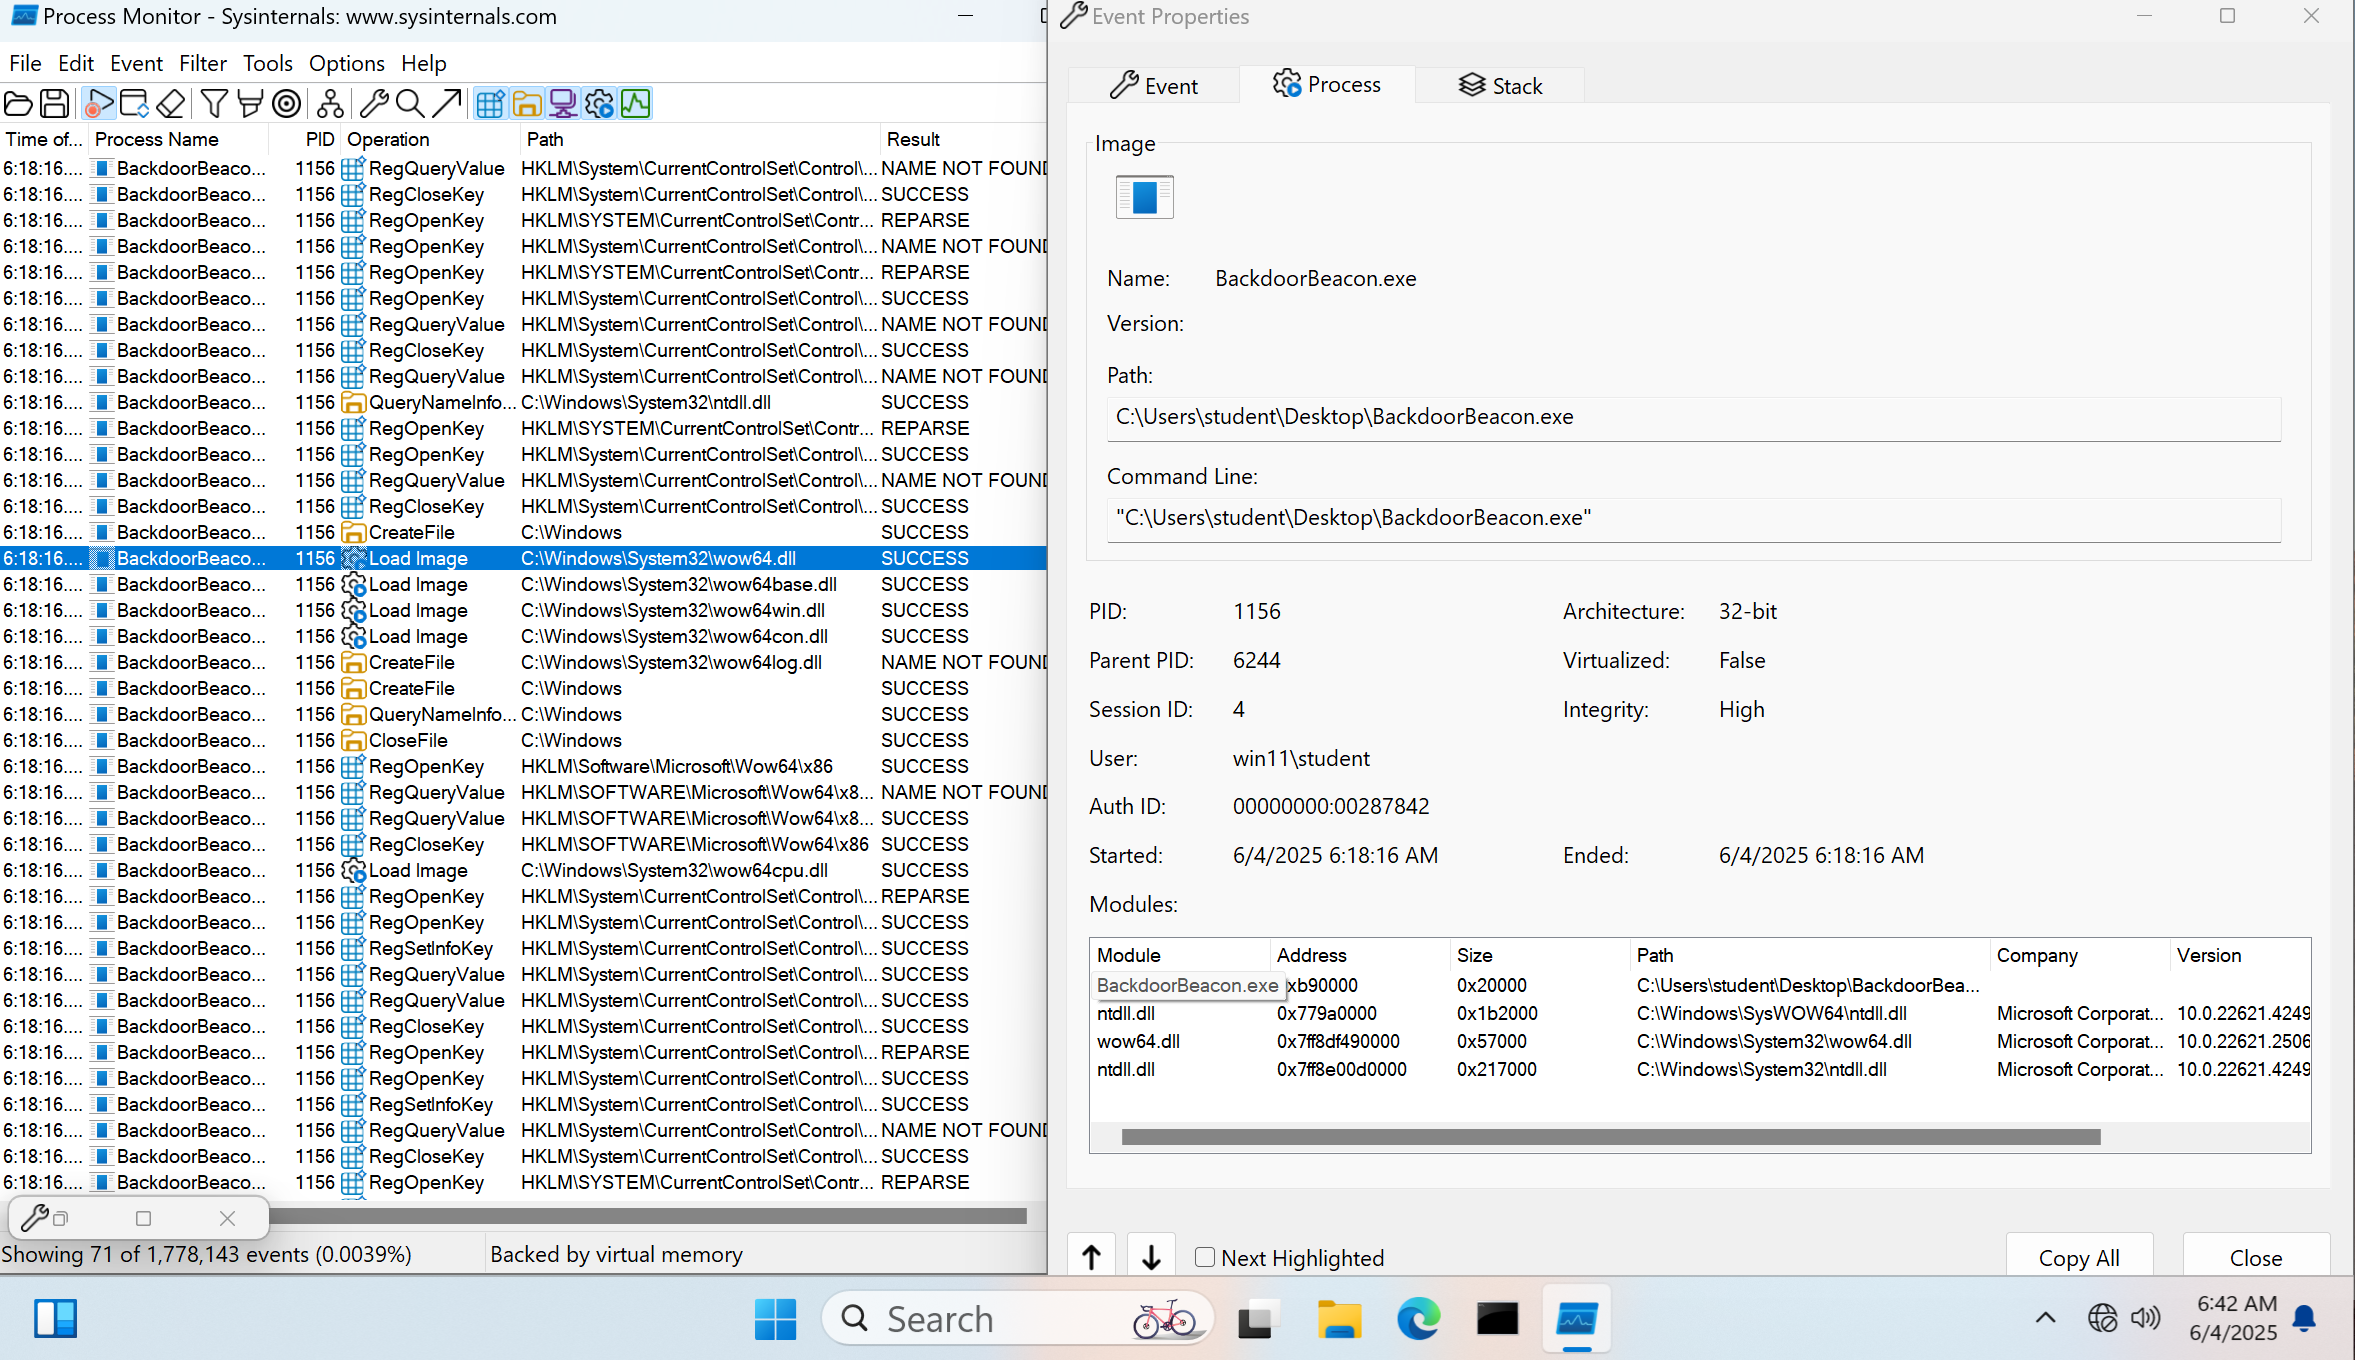 Process Monitor - Sysinternals: www.sysinternals.com
File Edit Event Filter Tools Options Help
Time of... Process Name PID Operation Path Result
6:18:16.... BackdoorBeaco... 1156 RegQueryValue HKLM\System\CurrentControlSet\Control\... NAME NOT FOUND
6:18:16.... BackdoorBeaco... 1156 RegCloseKey HKLM\System\CurrentControlSet\Control\... SUCCESS
6:18:16.... BackdoorBeaco... 1156 RegOpenKey HKLM\SYSTEM\CurrentControlSet\Contr... REPARSE
6:18:16.... BackdoorBeaco... 1156 RegOpenKey HKLM\System\CurrentControlSet\Control\... NAME NOT FOUND
6:18:16.... BackdoorBeaco... 1156 RegOpenKey HKLM\SYSTEM\CurrentControlSet\Contr... REPARSE
6:18:16.... BackdoorBeaco... 1156 RegOpenKey HKLM\System\CurrentControlSet\Control\... SUCCESS
6:18:16.... BackdoorBeaco... 1156 RegQueryValue HKLM\System\CurrentControlSet\Control\... NAME NOT FOUND
6:18:16.... BackdoorBeaco... 1156 RegCloseKey HKLM\System\CurrentControlSet\Control\... SUCCESS
6:18:16.... BackdoorBeaco... 1156 RegQueryValue HKLM\System\CurrentControlSet\Control\... NAME NOT FOUND
6:18:16.... BackdoorBeaco... 1156 QueryNameInfo... C:\Windows\System32\ntdll.dll SUCCESS
6:18:16.... BackdoorBeaco... 1156 RegOpenKey HKLM\SYSTEM\CurrentControlSet\Contr... REPARSE
6:18:16.... BackdoorBeaco... 1156 RegOpenKey HKLM\System\CurrentControlSet\Control\... SUCCESS
6:18:16.... BackdoorBeaco... 1156 RegQueryValue HKLM\System\CurrentControlSet\Control\... NAME NOT FOUND
6:18:16.... BackdoorBeaco... 1156 RegCloseKey HKLM\System\CurrentControlSet\Control\... SUCCESS
6:18:16.... BackdoorBeaco... 1156 CreateFile C:\Windows SUCCESS
6:18:16.... BackdoorBeaco... 1156 Load Image C:\Windows\System32\wow64.dll SUCCESS
6:18:16.... BackdoorBeaco... 1156 Load Image C:\Windows\System32\wow64base.dll SUCCESS
6:18:16.... BackdoorBeaco... 1156 Load Image C:\Windows\System32\wow64win.dll SUCCESS
6:18:16.... BackdoorBeaco... 1156 Load Image C:\Windows\System32\wow64con.dll SUCCESS
6:18:16.... BackdoorBeaco... 1156 CreateFile C:\Windows\System32\wow64log.dll NAME NOT FOUND
6:18:16.... BackdoorBeaco... 1156 CreateFile C:\Windows SUCCESS
6:18:16.... BackdoorBeaco... 1156 QueryNameInfo... C:\Windows SUCCESS
6:18:16.... BackdoorBeaco... 1156 CloseFile C:\Windows SUCCESS
6:18:16.... BackdoorBeaco... 1156 RegOpenKey HKLM\Software\Microsoft\Wow64\x86 SUCCESS
6:18:16.... BackdoorBeaco... 1156 RegQueryValue HKLM\SOFTWARE\Microsoft\Wow64\x8... NAME NOT FOUND
6:18:16.... BackdoorBeaco... 1156 RegQueryValue HKLM\SOFTWARE\Microsoft\Wow64\x8... SUCCESS
6:18:16.... BackdoorBeaco... 1156 RegCloseKey HKLM\SOFTWARE\Microsoft\Wow64\x86 SUCCESS
6:18:16.... BackdoorBeaco... 1156 Load Image C:\Windows\System32\wow64cpu.dll SUCCESS
6:18:16.... BackdoorBeaco... 1156 RegOpenKey HKLM\System\CurrentControlSet\Control\... REPARSE
6:18:16.... BackdoorBeaco... 1156 RegOpenKey HKLM\System\CurrentControlSet\Control\... SUCCESS
6:18:16.... BackdoorBeaco... 1156 RegSetInfoKey HKLM\System\CurrentControlSet\Control\... SUCCESS
6:18:16.... BackdoorBeaco... 1156 RegQueryValue HKLM\System\CurrentControlSet\Control\... SUCCESS
6:18:16.... BackdoorBeaco... 1156 RegQueryValue HKLM\System\CurrentControlSet\Control\... SUCCESS
6:18:16.... BackdoorBeaco... 1156 RegCloseKey HKLM\System\CurrentControlSet\Control\... SUCCESS
6:18:16.... BackdoorBeaco... 1156 RegOpenKey HKLM\System\CurrentControlSet\Control\... REPARSE
6:18:16.... BackdoorBeaco... 1156 RegOpenKey HKLM\System\CurrentControlSet\Control\... SUCCESS
6:18:16.... BackdoorBeaco... 1156 RegSetInfoKey HKLM\System\CurrentControlSet\Control\... SUCCESS
6:18:16.... BackdoorBeaco... 1156 RegQueryValue HKLM\System\CurrentControlSet\Control\... NAME NOT FOUND
6:18:16.... BackdoorBeaco... 1156 RegCloseKey HKLM\System\CurrentControlSet\Control\... SUCCESS
6:18:16.... BackdoorBeaco... 1156 RegOpenKey HKLM\SYSTEM\CurrentControlSet\Contr... REPARSE
Showing 71 of 1,778,143 events (0.0039%) Backed by virtual memory
Event Properties
Event Process Stack
Image
Name: BackdoorBeacon.exe
Version:
Path:
C:\Users\student\Desktop\BackdoorBeacon.exe
Command Line:
"C:\Users\student\Desktop\BackdoorBeacon.exe"
PID: 1156 Architecture: 32-bit
Parent PID: 6244 Virtualized: False
Session ID: 4 Integrity: High
User: win11\student
Auth ID: 00000000:00287842
Started: 6/4/2025 6:18:16 AM Ended: 6/4/2025 6:18:16 AM
Modules:
Module Address Size Path Company Version
BackdoorBeacon.exe xb90000 0x20000 C:\Users\student\Desktop\BackdoorBea...
ntdll.dll 0x779a0000 0x1b2000 C:\Windows\SysWOW64\ntdll.dll Microsoft Corporat... 10.0.22621.4249
wow64.dll 0x7ff8df490000 0x57000 C:\Windows\System32\wow64.dll Microsoft Corporat... 10.0.22621.2506
ntdll.dll 0x7ff8e00d0000 0x217000 C:\Windows\System32\ntdll.dll Microsoft Corporat... 10.0.22621.4249
Next Highlighted Copy All Close
Search
6:42 AM
6/4/2025